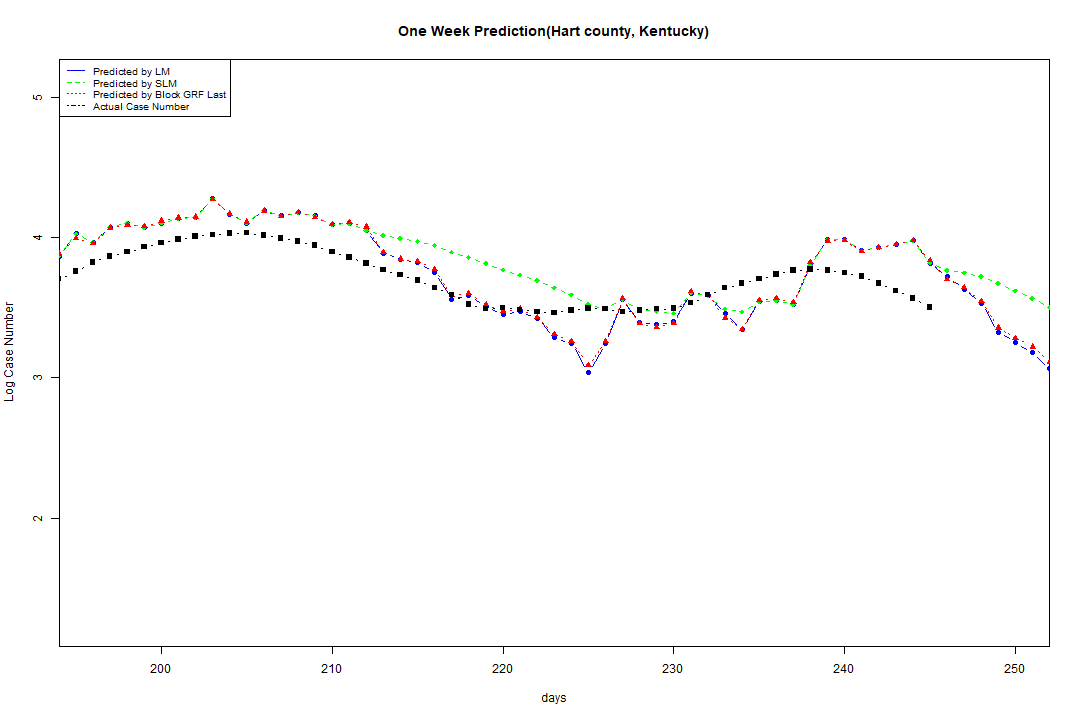 One Week Prediction(Hart county, Kentucky)
Predicted by LM
Predicted by SLM
Predicted by Block GRF Last
Actual Case Number
5
4
3
2
Log Case Number
200 210 220 230 240 250
days